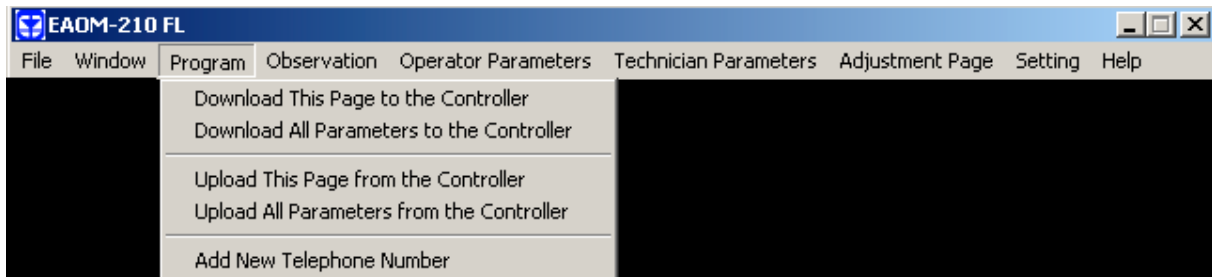 EAOM-210 FL
File Window Program Observation Operator Parameters Technician Parameters Adjustment Page Setting Help
Download This Page to the Controller
Download All Parameters to the Controller
Upload This Page from the Controller
Upload All Parameters from the Controller
Add New Telephone Number